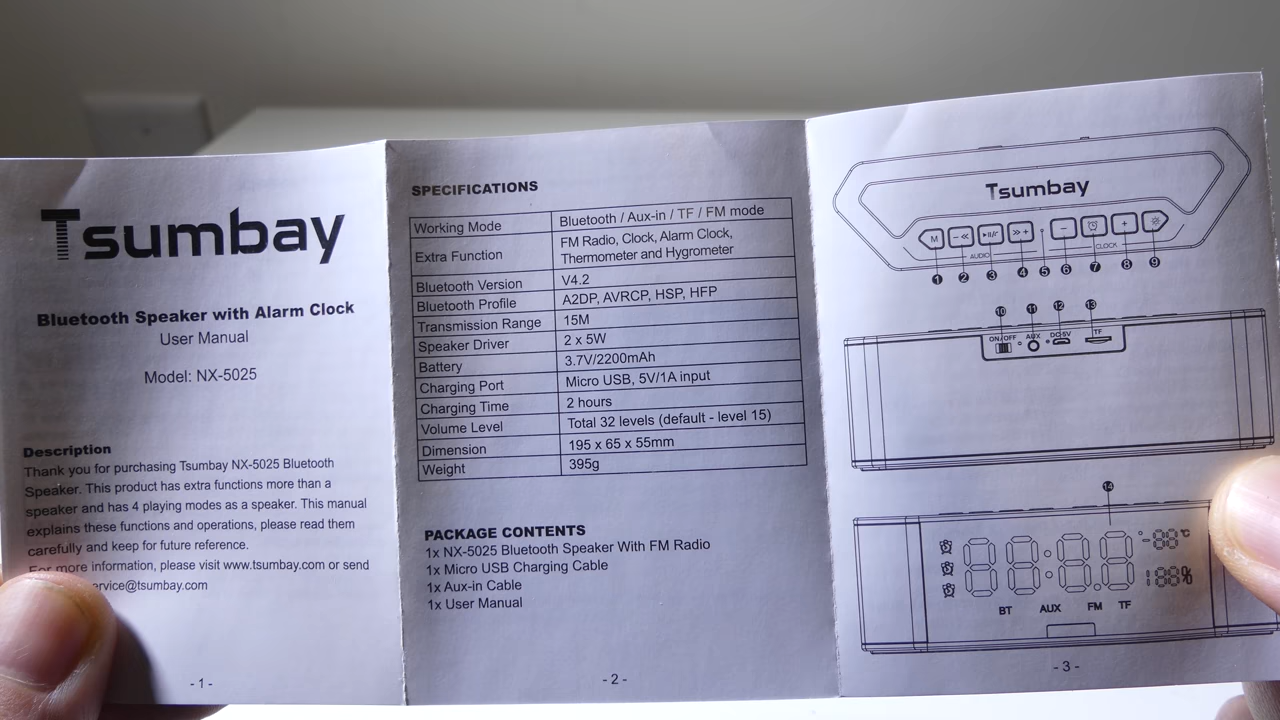 Tsumbay
Bluetooth Speaker with Alarm Clock
User Manual
Model: NX-5025
Description
Thank you for purchasing Tsumbay NX-5025 Bluetooth
Speaker. This product has extra functions more than a
speaker and has 4 playing modes as a speaker. This manual
explains these functions and operations, please read them
carefully and keep for future reference.
For more information, please visit www.tsumbay.com or send
ervice@tsumbay.com
- 1 -
SPECIFICATIONS
Working Mode Bluetooth / Aux-in / TF / FM mode
Extra Function FM Radio, Clock, Alarm Clock,
Thermometer and Hygrometer
Bluetooth Version V4.2
Bluetooth Profile A2DP, AVRCP, HSP, HFP
Transmission Range 15M
Speaker Driver 2 x 5W
Battery 3.7V/2200mAh
Charging Port Micro USB, 5V/1A input
Charging Time 2 hours
Volume Level Total 32 levels (default - level 15)
Dimension 195 x 65 x 55mm
Weight 395g
PACKAGE CONTENTS
1x NX-5025 Bluetooth Speaker With FM Radio
1x Micro USB Charging Cable
1x Aux-in Cable
1x User Manual
- 2 -
Tsumbay
M − + − +
AUDIO CLOCK
1 2 3 4 5 6 7 8 9
10 11 12 13
ON/OFF AUX DC 5V TF
14
88:8.8 -88°C
188%
BT AUX FM TF
- 3 -